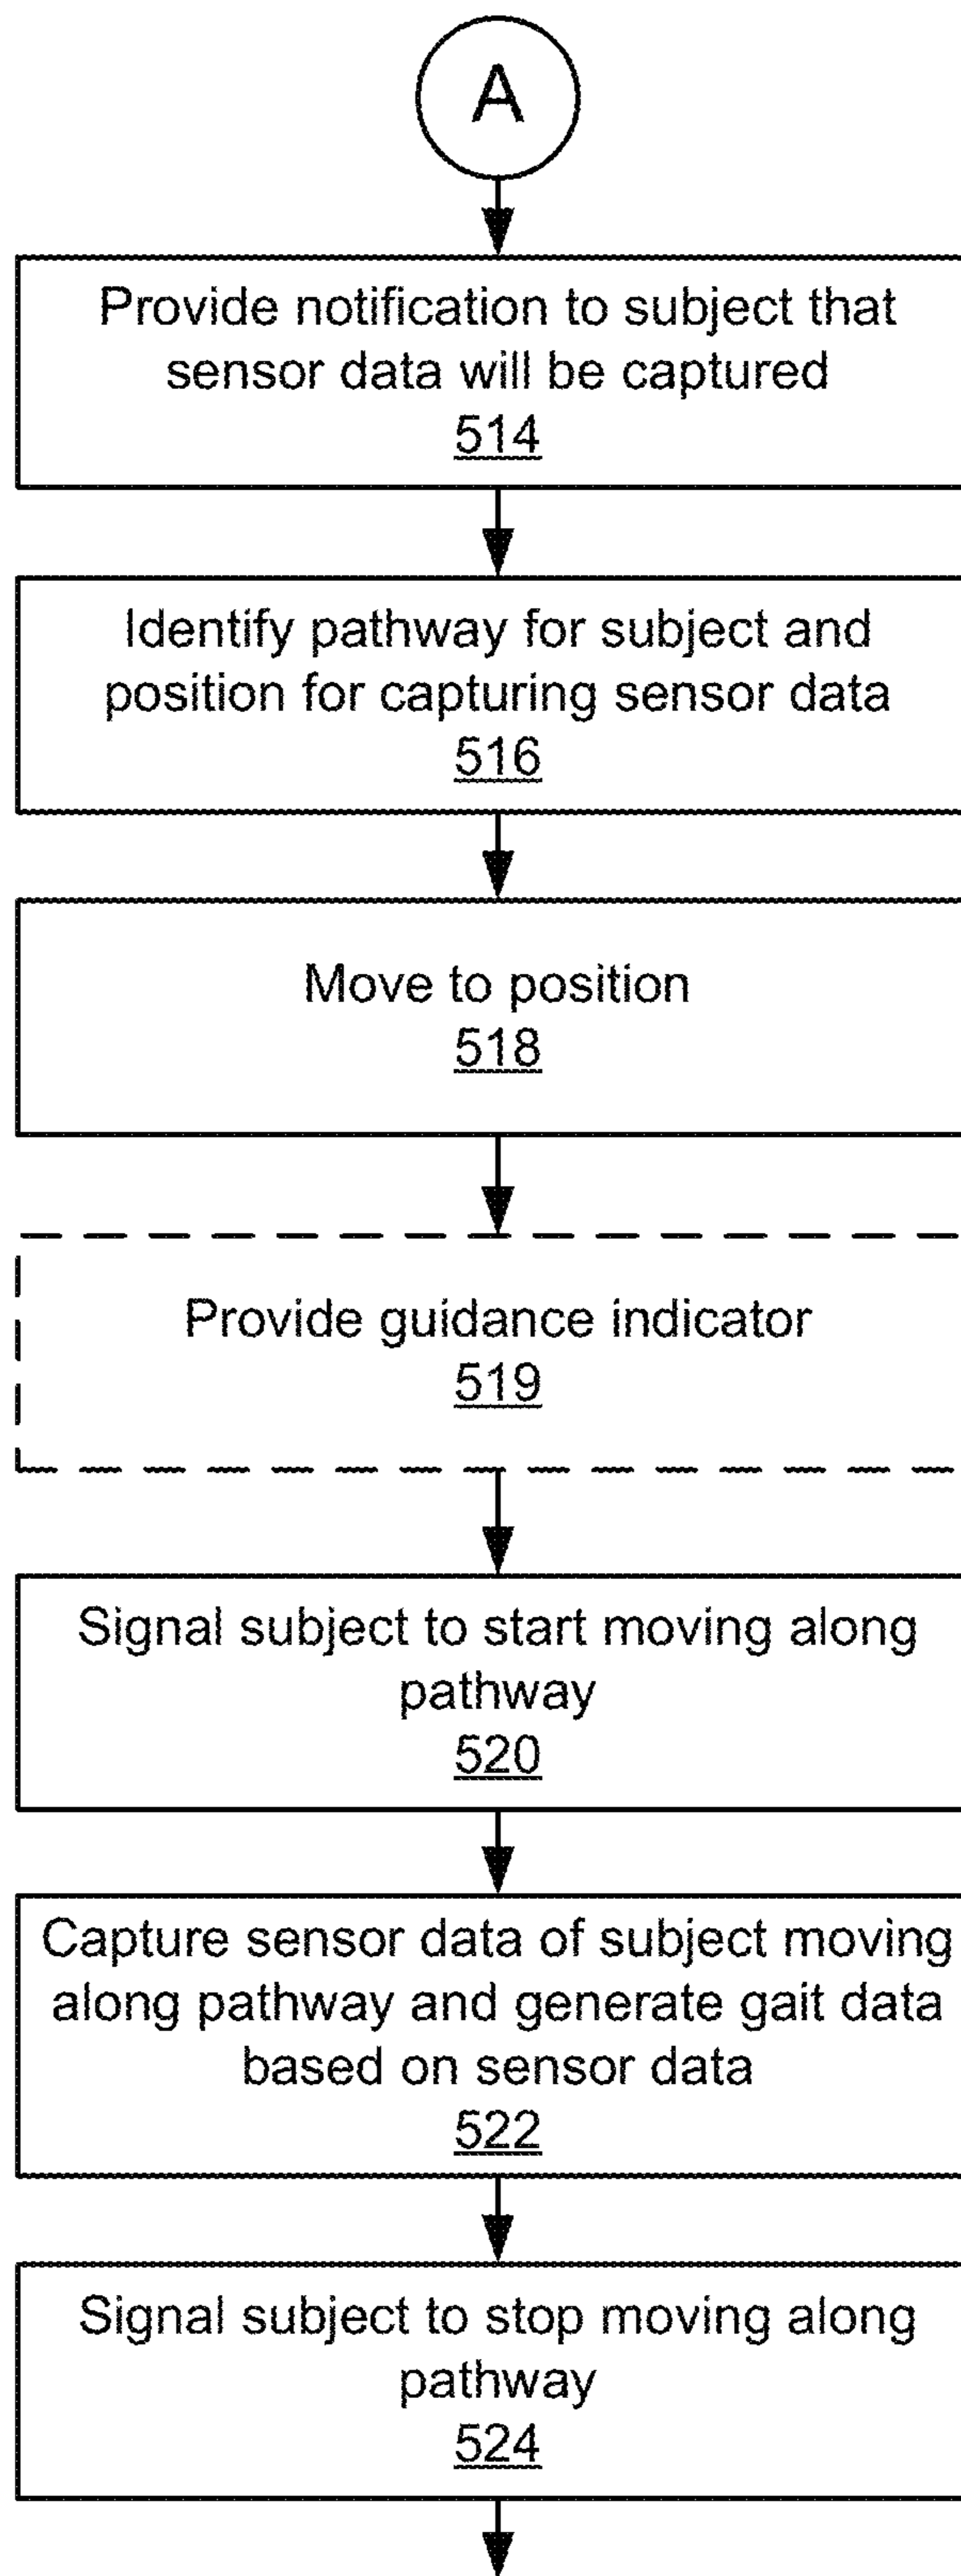 A
Provide notification to subject that
sensor data will be captured
514
Identify pathway for subject and
position for capturing sensor data
516
Move to position
518
Provide guidance indicator
519
Signal subject to start moving along
pathway
520
Capture sensor data of subject moving
along pathway and generate gait data
based on sensor data
522
Signal subject to stop moving along
pathway
524